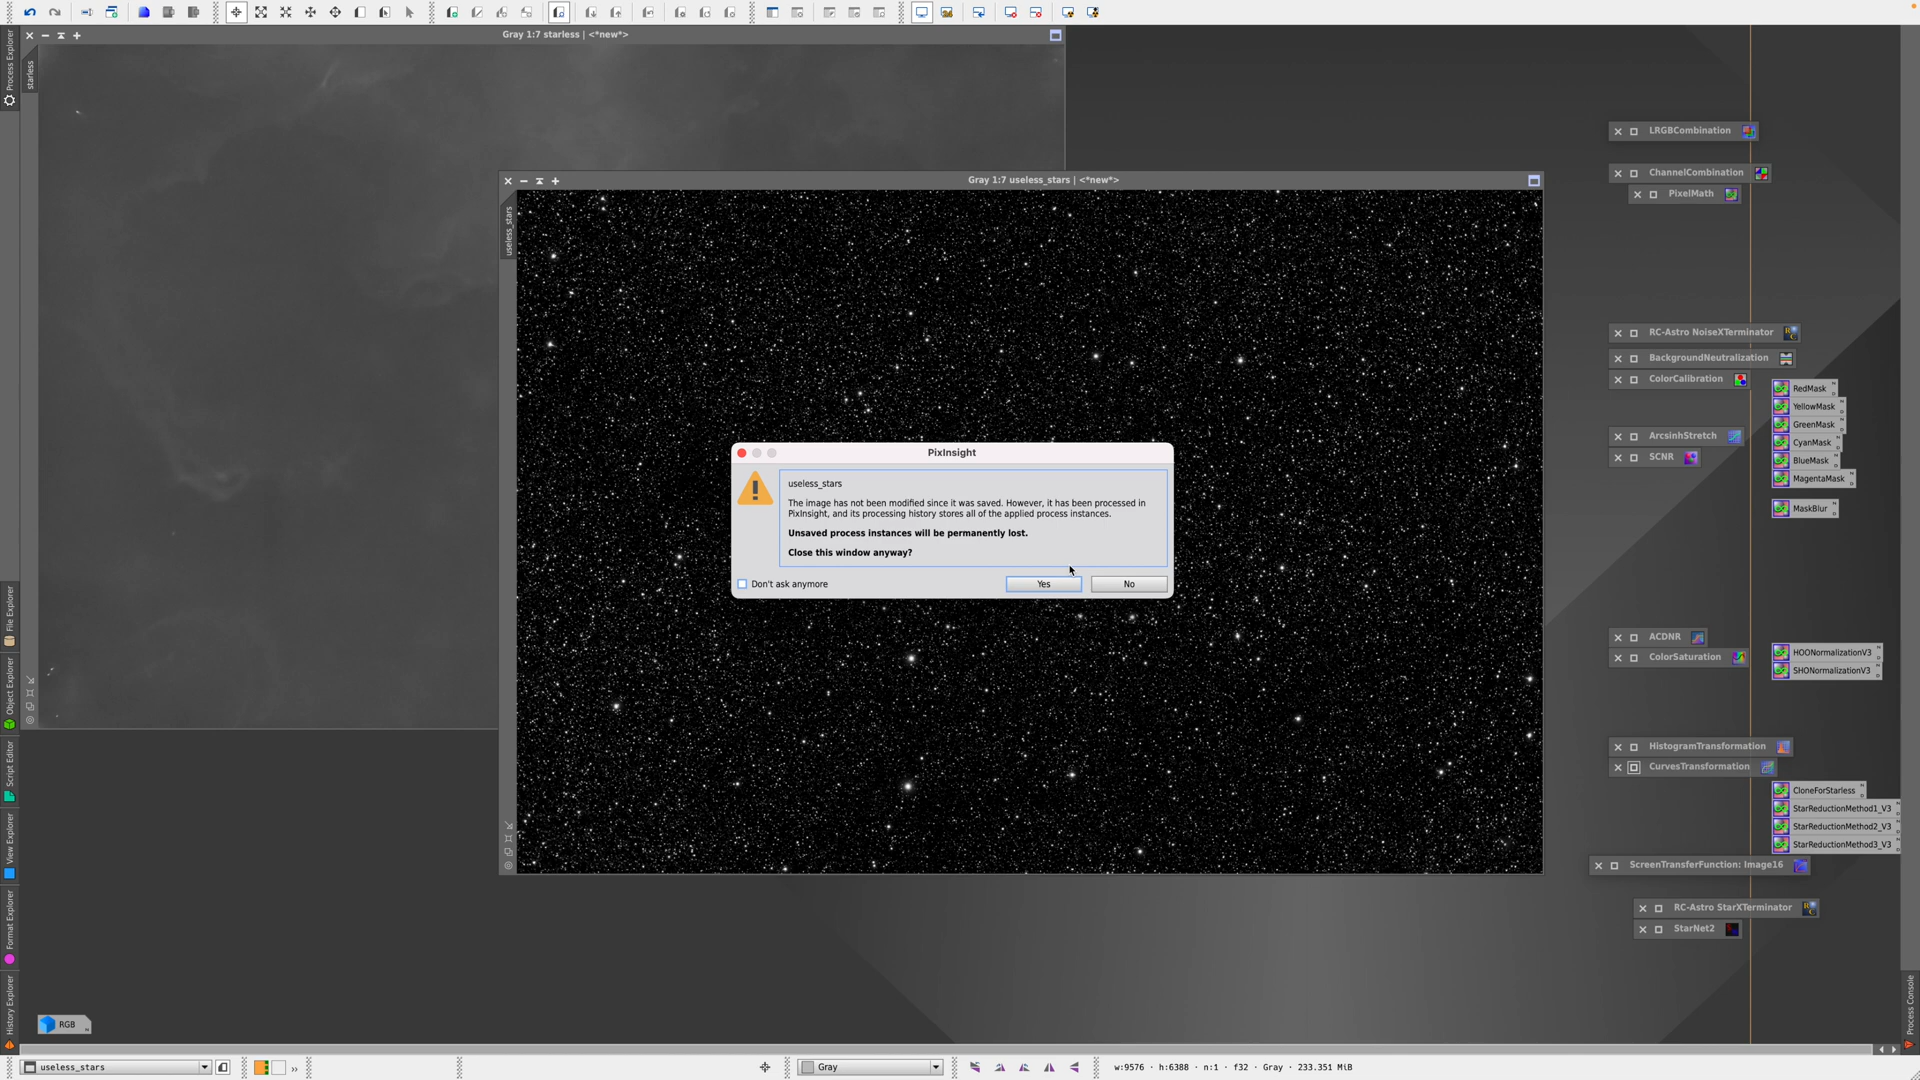 Gray 1:7 starless | <*new*>
Process Explorer
starless
Gray 1:7 useless_stars | <*new*>
useless_stars
PixInsight
useless_stars
The image has not been modified since it was saved. However, it has been processed in
PixInsight, and its processing history stores all of the applied process instances.
Unsaved process instances will be permanently lost.
Close this window anyway?
Don't ask anymore
Yes
No
LRGBCombination
ChannelCombination
PixelMath
RC-Astro NoiseXTerminator
BackgroundNeutralization
ColorCalibration
RedMask
YellowMask
GreenMask
ArcsinhStretch
CyanMask
SCNR
BlueMask
MagentaMask
MaskBlur
ACDNR
ColorSaturation
HOONormalizationV3
SHONormalizationV3
HistogramTransformation
CurvesTransformation
CloneForStarless
StarReductionMethod1_V3
StarReductionMethod2_V3
StarReductionMethod3_V3
ScreenTransferFunction: Image16
RC-Astro StarXTerminator
StarNet2
File Explorer
Object Explorer
Script Editor
View Explorer
Format Explorer
History Explorer
Process Console
RGB
useless_stars
Gray
w:9576 · h:6388 · n:1 · f32 · Gray · 233.351 MiB